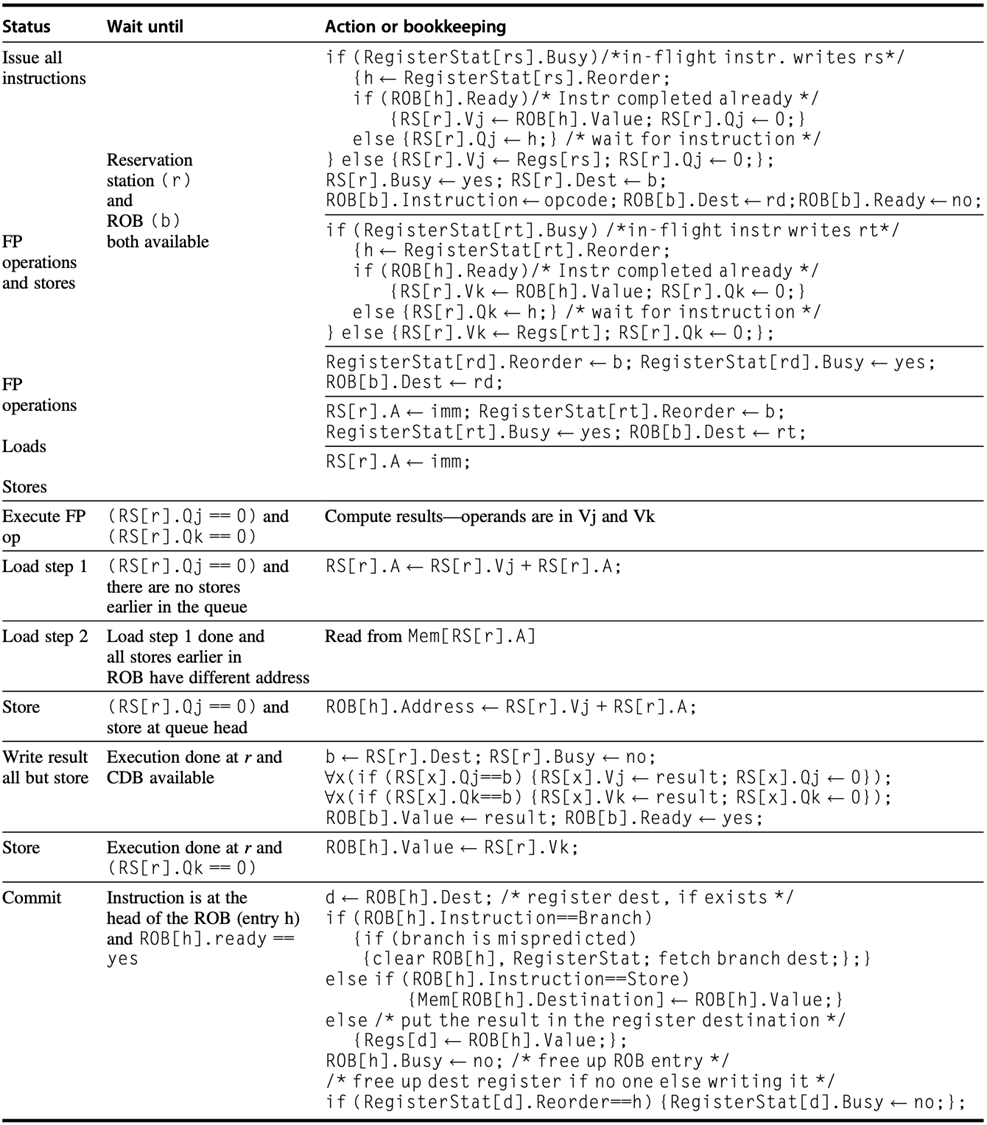 Status Wait until Action or bookkeeping
Issue all
instructions
Reservation
station (r)
and
ROB (b)
both available
if (RegisterStat[rs].Busy)/*in-flight instr. writes rs*/
{h ← RegisterStat[rs].Reorder;
if (ROB[h].Ready)/* Instr completed already */
{RS[r].Vj ← ROB[h].Value; RS[r].Qj ← 0;}
else {RS[r].Qj ← h;} /* wait for instruction */
} else {RS[r].Vj ← Regs[rs]; RS[r].Qj ← 0;};
RS[r].Busy ← yes; RS[r].Dest ← b;
ROB[b].Instruction ← opcode; ROB[b].Dest ← rd;ROB[b].Ready ← no;
FP
operations
and stores
if (RegisterStat[rt].Busy) /*in-flight instr writes rt*/
{h ← RegisterStat[rt].Reorder;
if (ROB[h].Ready)/* Instr completed already */
{RS[r].Vk ← ROB[h].Value; RS[r].Qk ← 0;}
else {RS[r].Qk ← h;} /* wait for instruction */
} else {RS[r].Vk ← Regs[rt]; RS[r].Qk ← 0;};
FP
operations
RegisterStat[rd].Reorder ← b; RegisterStat[rd].Busy ← yes;
ROB[b].Dest ← rd;
Loads
RS[r].A ← imm; RegisterStat[rt].Reorder ← b;
RegisterStat[rt].Busy ← yes; ROB[b].Dest ← rt;
Stores
RS[r].A ← imm;
Execute FP
op
(RS[r].Qj == 0) and
(RS[r].Qk == 0)
Compute results—operands are in Vj and Vk
Load step 1
(RS[r].Qj == 0) and
there are no stores
earlier in the queue
RS[r].A ← RS[r].Vj + RS[r].A;
Load step 2
Load step 1 done and
all stores earlier in
ROB have different address
Read from Mem[RS[r].A]
Store
(RS[r].Qj == 0) and
store at queue head
ROB[h].Address ← RS[r].Vj + RS[r].A;
Write result
all but store
Execution done at r and
CDB available
b ← RS[r].Dest; RS[r].Busy ← no;
∀x(if (RS[x].Qj==b) {RS[x].Vj ← result; RS[x].Qj ← 0});
∀x(if (RS[x].Qk==b) {RS[x].Vk ← result; RS[x].Qk ← 0});
ROB[b].Value ← result; ROB[b].Ready ← yes;
Store
Execution done at r and
(RS[r].Qk == 0)
ROB[h].Value ← RS[r].Vk;
Commit
Instruction is at the
head of the ROB (entry h)
and ROB[h].ready ==
yes
d ← ROB[h].Dest; /* register dest, if exists */
if (ROB[h].Instruction==Branch)
{if (branch is mispredicted)
{clear ROB[h], RegisterStat; fetch branch dest;};}
else if (ROB[h].Instruction==Store)
{Mem[ROB[h].Destination] ← ROB[h].Value;}
else /* put the result in the register destination */
{Regs[d] ← ROB[h].Value;};
ROB[h].Busy ← no; /* free up ROB entry */
/* free up dest register if no one else writing it */
if (RegisterStat[d].Reorder==h) {RegisterStat[d].Busy ← no;};